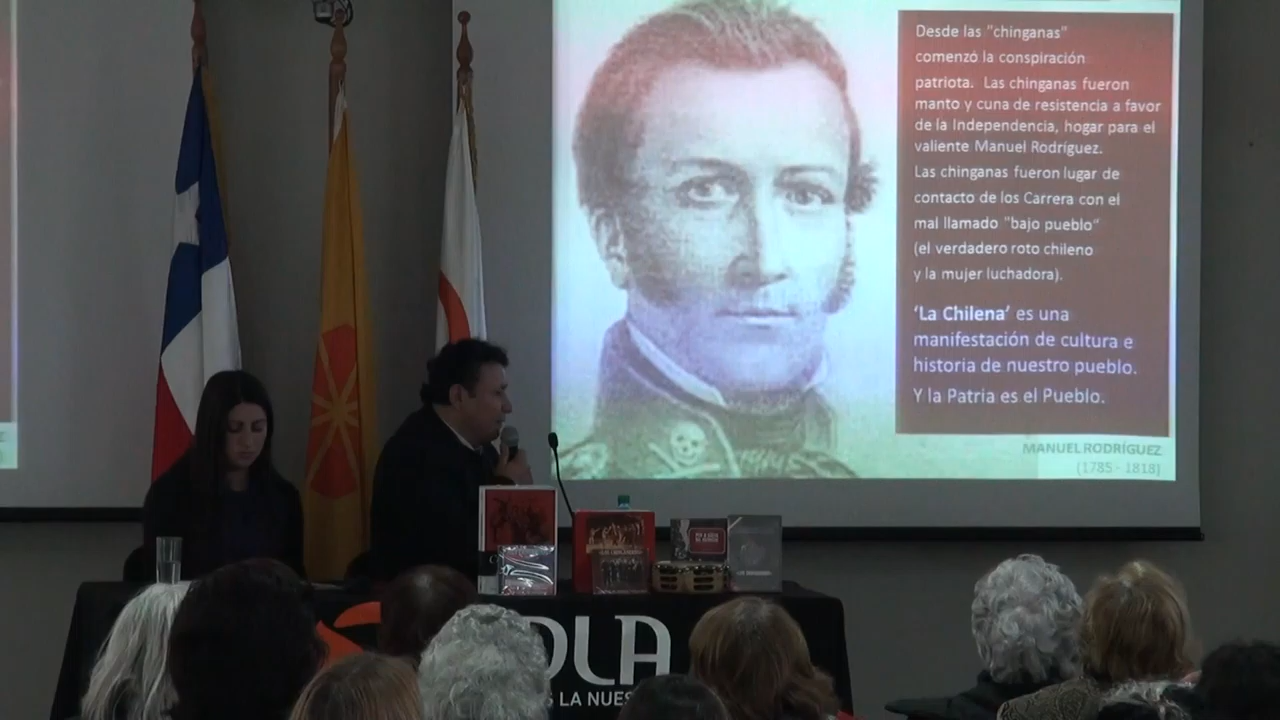 Desde las "chinganas"
comenzó la conspiración
patriota. Las chinganas fueron
manto y cuna de resistencia a favor
de la Independencia, hogar para el
valiente Manuel Rodríguez.
Las chinganas fueron lugar de
contacto de los Carrera con el
mal llamado "bajo pueblo"
(el verdadero roto chileno
y la mujer luchadora).
'La Chilena' es una
manifestación de cultura e
historia de nuestro pueblo.
Y la Patria es el Pueblo.
MANUEL RODRÍGUEZ
(1785 - 1818)
LA